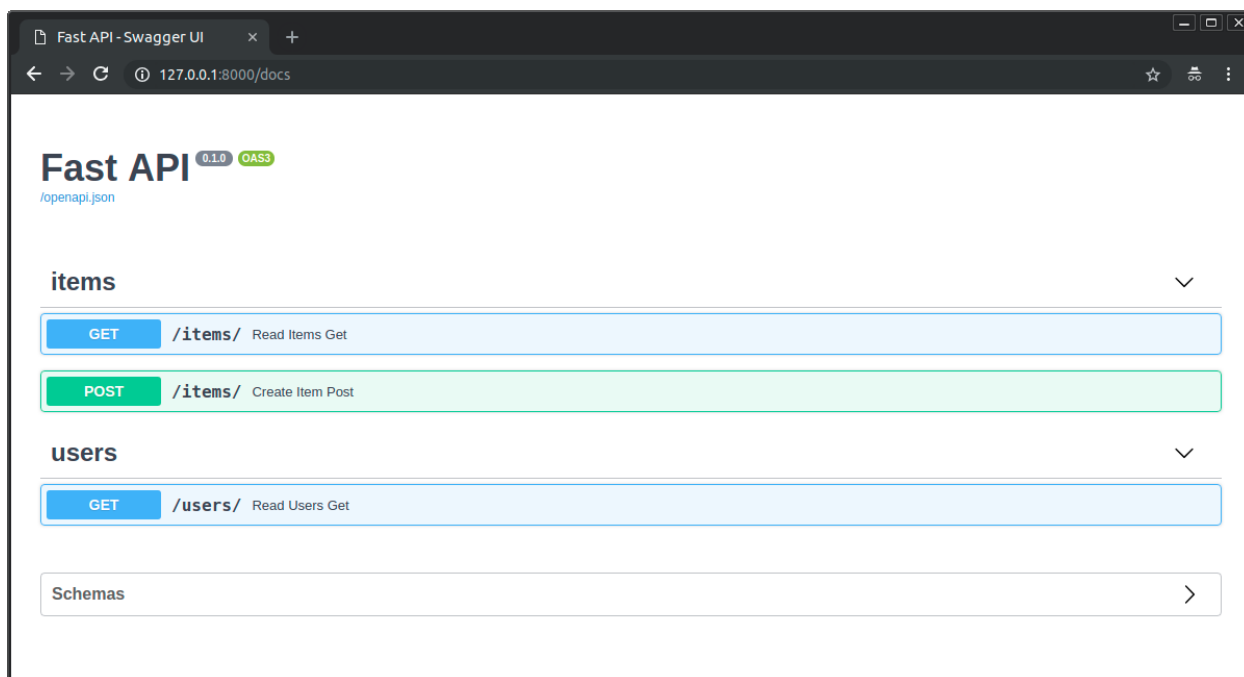 Fast API - Swagger UI
127.0.0.1:8000/docs
Fast API 0.1.0 OAS3
/openapi.json
items
GET /items/ Read Items Get
POST /items/ Create Item Post
users
GET /users/ Read Users Get
Schemas